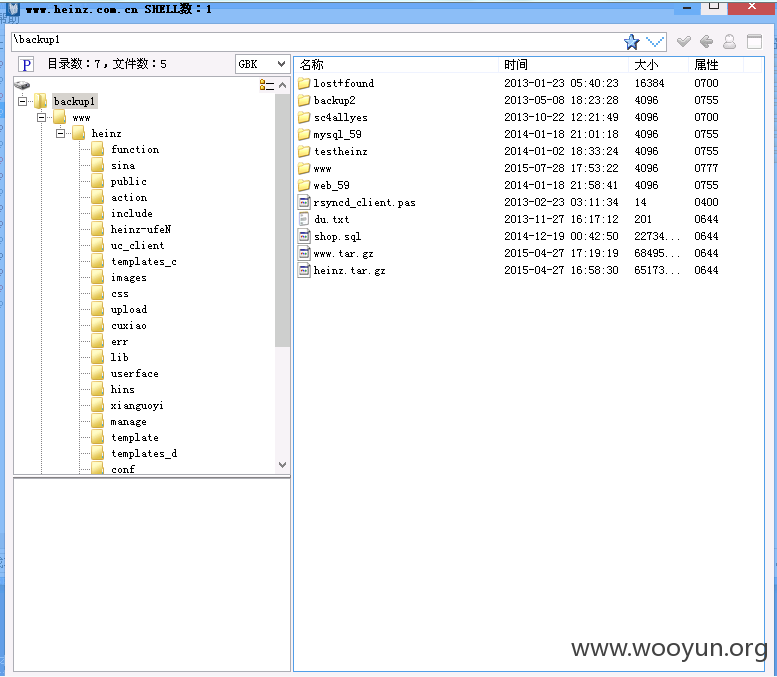 www.heinz.com.cn SHELL数：1
\backup1
目录数：7，文件数：5
GBK
名称 时间 大小 属性
backup1
www
heinz
function
sina
public
action
include
heinz-ufeN
uc_client
templates_c
images
css
upload
cuxiao
err
lib
userface
hins
xianguoyi
manage
template
templates_d
conf
lost+found 2013-01-23 05:40:23 16384 0700
backup2 2013-05-08 18:23:28 4096 0755
sc4allyes 2013-10-22 12:21:49 4096 0700
mysql_59 2014-01-18 21:01:18 4096 0755
testheinz 2014-01-02 18:33:24 4096 0755
www 2015-07-28 17:53:22 4096 0777
web_59 2014-01-18 21:58:41 4096 0755
rsyncd_client.pas 2013-02-23 03:11:34 14 0400
du.txt 2013-11-27 16:17:12 201 0644
shop.sql 2014-12-19 00:42:50 22734... 0644
www.tar.gz 2015-04-27 17:19:19 68495... 0644
heinz.tar.gz 2015-04-27 16:58:30 65173... 0644
www.wooyun.org